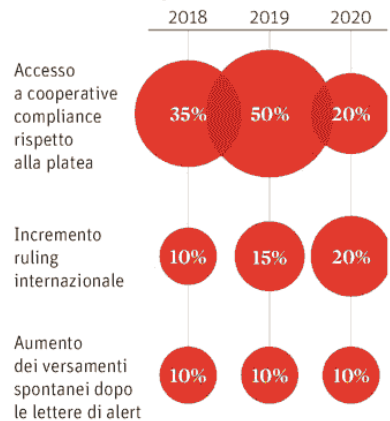 2018 2019 2020
Accesso
a cooperative
compliance
rispetto
alla platea
35% 50% 20%
Incremento
ruling
internazionale
10% 15% 20%
Aumento
dei versamenti
spontanei dopo
le lettere di alert
10% 10% 10%